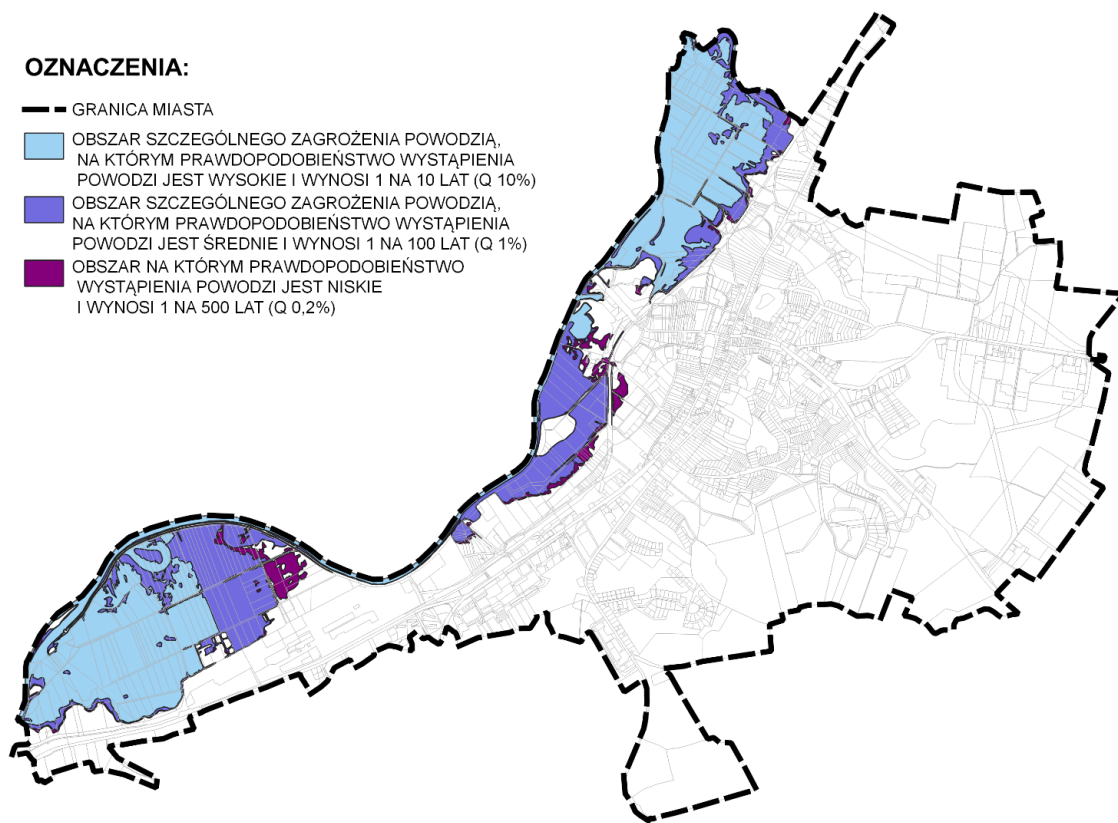 OZNACZENIA:
GRANICA MIASTA
OBSZAR SZCZEGÓLNEGO ZAGROŻENIA POWODZIĄ,
NA KTÓRYM PRAWDOPODOBIEŃSTWO WYSTĄPIENIA
POWODZI JEST WYSOKIE I WYNOSI 1 NA 10 LAT (Q 10%)
OBSZAR SZCZEGÓLNEGO ZAGROŻENIA POWODZIĄ,
NA KTÓRYM PRAWDOPODOBIEŃSTWO WYSTĄPIENIA
POWODZI JEST ŚREDNIE I WYNOSI 1 NA 100 LAT (Q 1%)
OBSZAR NA KTÓRYM PRAWDOPODOBIEŃSTWO
WYSTĄPIENIA POWODZI JEST NISKIE
I WYNOSI 1 NA 500 LAT (Q 0,2%)